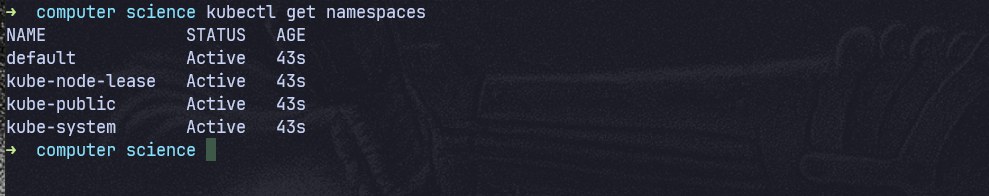 ➜  computer science kubectl get namespaces
NAME              STATUS   AGE
default           Active   43s
kube-node-lease   Active   43s
kube-public       Active   43s
kube-system       Active   43s
➜  computer science